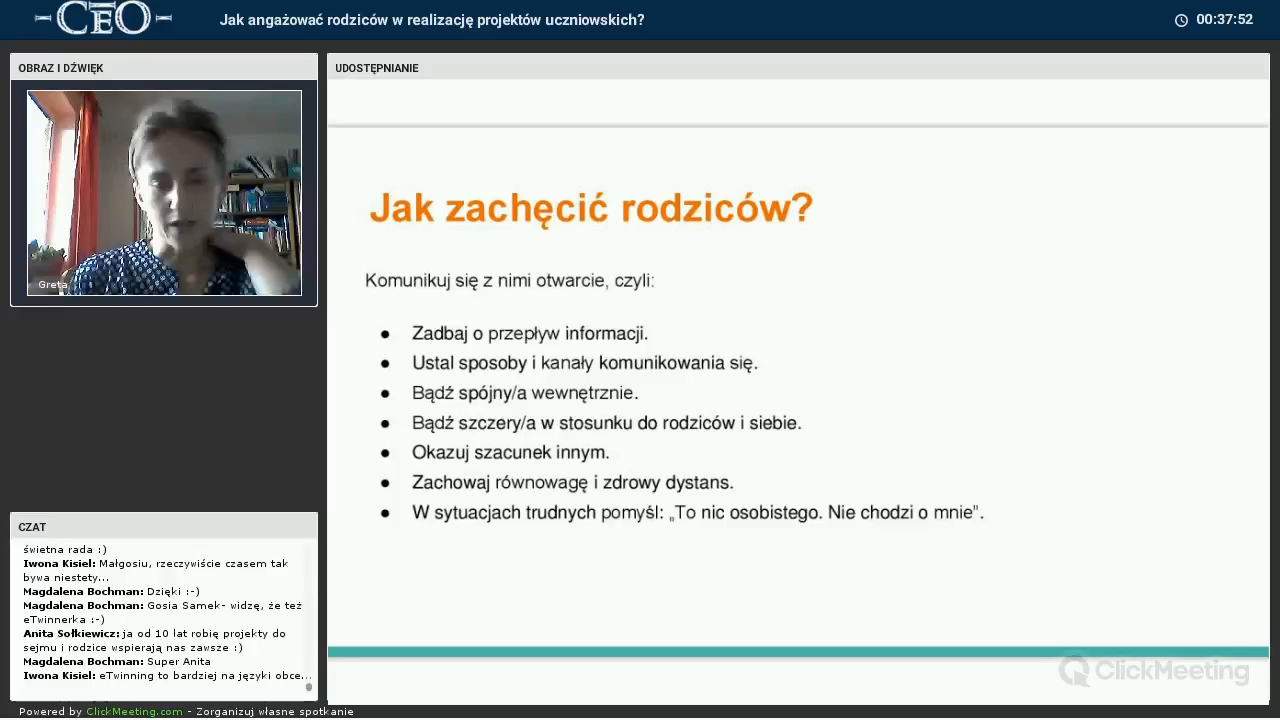 CEO
Jak angażować rodziców w realizację projektów uczniowskich?
00:37:52
OBRAZ I DŹWIĘK
Greta
UDOSTĘPNIANIE
Jak zachęcić rodziców?
Komunikuj się z nimi otwarcie, czyli:
● Zadbaj o przepływ informacji.
● Ustal sposoby i kanały komunikowania się.
● Bądź spójny/a wewnętrznie.
● Bądź szczery/a w stosunku do rodziców i siebie.
● Okazuj szacunek innym.
● Zachowaj równowagę i zdrowy dystans.
● W sytuacjach trudnych pomyśl: „To nic osobistego. Nie chodzi o mnie”.
ClickMeeting
CZAT
świetna rada :)
Iwona Kisiel: Małgosiu, rzeczywiście czasem tak
bywa niestety...
Magdalena Bochman: Dzięki :-)
Magdalena Bochman: Gosia Samek- widzę, że też
eTwinnerka :-)
Anita Sołkiewicz: ja od 10 lat robię projekty do
sejmu i rodzice wspierają nas zawsze :)
Magdalena Bochman: Super Anita
Iwona Kisiel: eTwinning to bardziej na języki obce...
Powered by ClickMeeting.com - Zorganizuj własne spotkanie